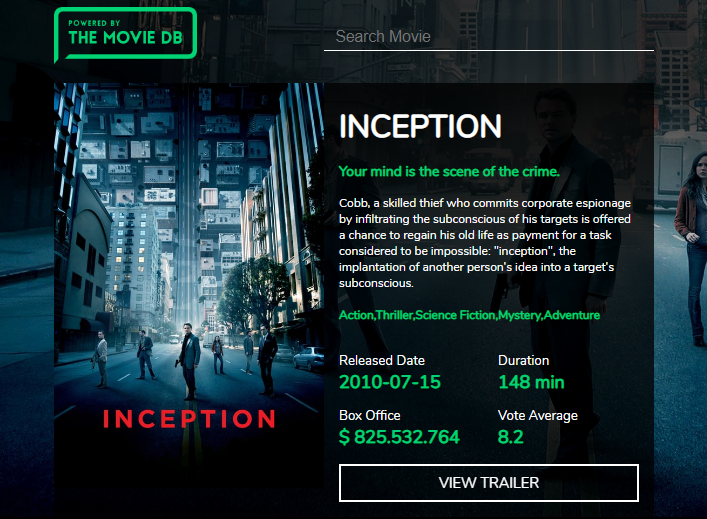 POWERED BY
THE MOVIE DB
Search Movie
INCEPTION
Your mind is the scene of the crime.
Cobb, a skilled thief who commits corporate espionage
by infiltrating the subconscious of his targets is offered
a chance to regain his old life as payment for a task
considered to be impossible: "inception", the
implantation of another person's idea into a target's
subconscious.
Action,Thriller,Science Fiction,Mystery,Adventure
Released Date
Duration
2010-07-15
148 min
Box Office
Vote Average
$ 825.532.764
8.2
VIEW TRAILER
INCEPTION